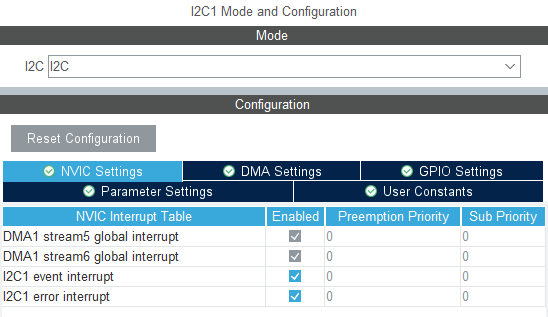 I2C1 Mode and Configuration
Mode
I2C I2C
Configuration
Reset Configuration
NVIC Settings DMA Settings GPIO Settings
Parameter Settings User Constants
NVIC Interrupt Table Enabled Preemption Priority Sub Priority
DMA1 stream5 global interrupt 0 0
DMA1 stream6 global interrupt 0 0
I2C1 event interrupt 0 0
I2C1 error interrupt 0 0